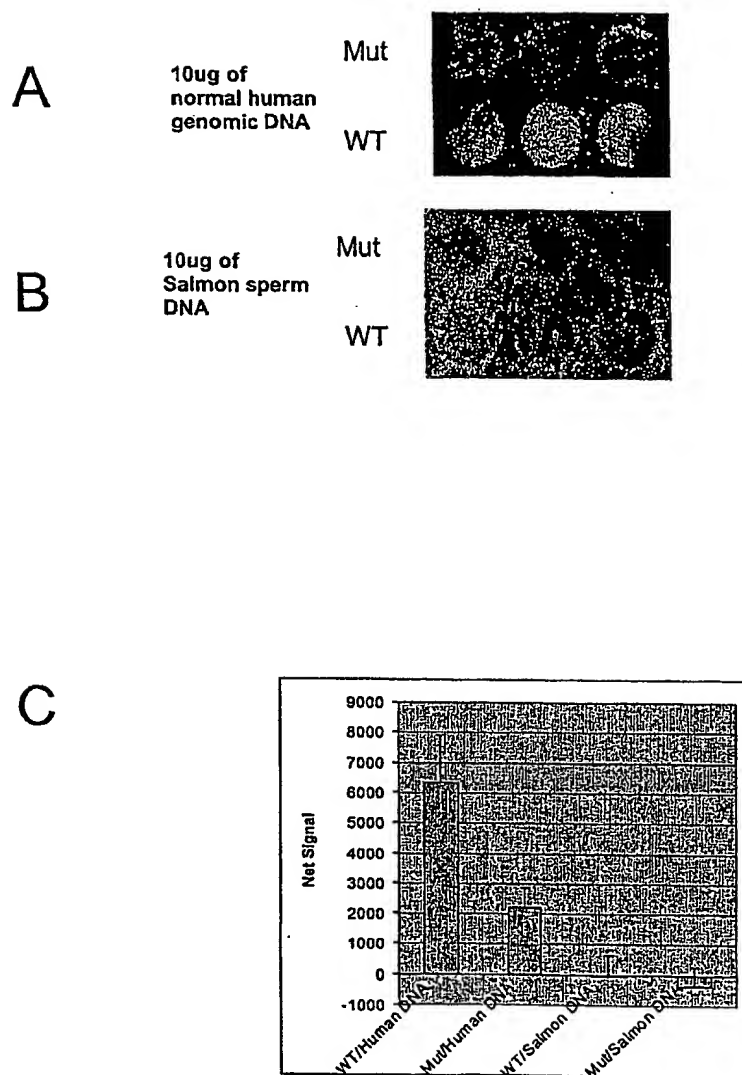 A
10ug of
normal human
genomic DNA
Mut
WT
B
10ug of
Salmon sperm
DNA
Mut
WT
C
Net Signal
9000
8000
7000
6000
5000
4000
3000
2000
1000
0
-1000
WT/Human DNA
Mut/Human DNA
WT/Salmon DNA
Mut/Salmon DNA